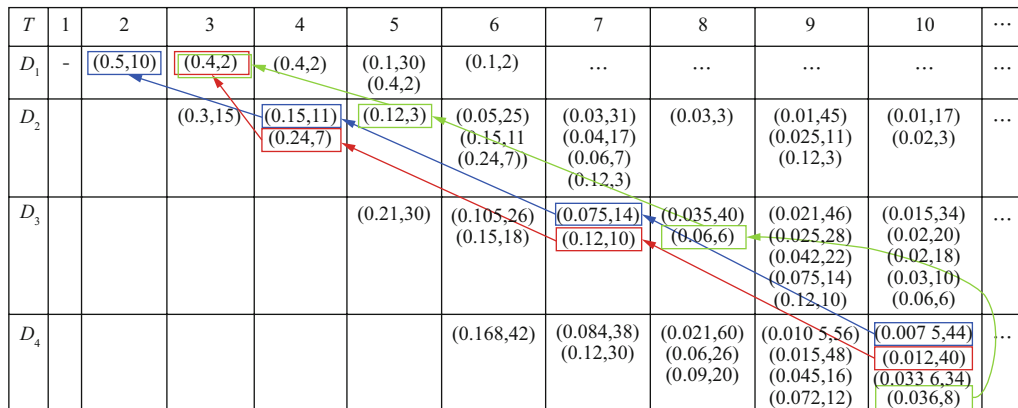 T 1 2 3 4 5 6 7 8 9 10 …
D₁ - (0.5,10) (0.4,2) (0.4,2) (0.1,30) (0.1,2) … … … … …
(0.4,2)
D₂ (0.3,15) (0.15,11) (0.12,3) (0.05,25) (0.03,31) (0.03,3) (0.01,45) (0.01,17) …
(0.24,7) (0.15,11 (0.04,17) (0.025,11) (0.02,3)
(0.24,7)) (0.06,7) (0.12,3)
(0.12,3)
D₃ (0.21,30) (0.105,26) (0.075,14) (0.035,40) (0.021,46) (0.015,34) …
(0.15,18) (0.12,10) (0.06,6) (0.025,28) (0.02,20)
(0.042,22) (0.02,18)
(0.075,14) (0.03,10)
(0.12,10) (0.06,6)
D₄ (0.168,42) (0.084,38) (0.021,60) (0.010 5,56) (0.007 5,44) …
(0.12,30) (0.06,26) (0.015,48) (0.012,40)
(0.09,20) (0.045,16) (0.033 6,34)
(0.072,12) (0.036,8)